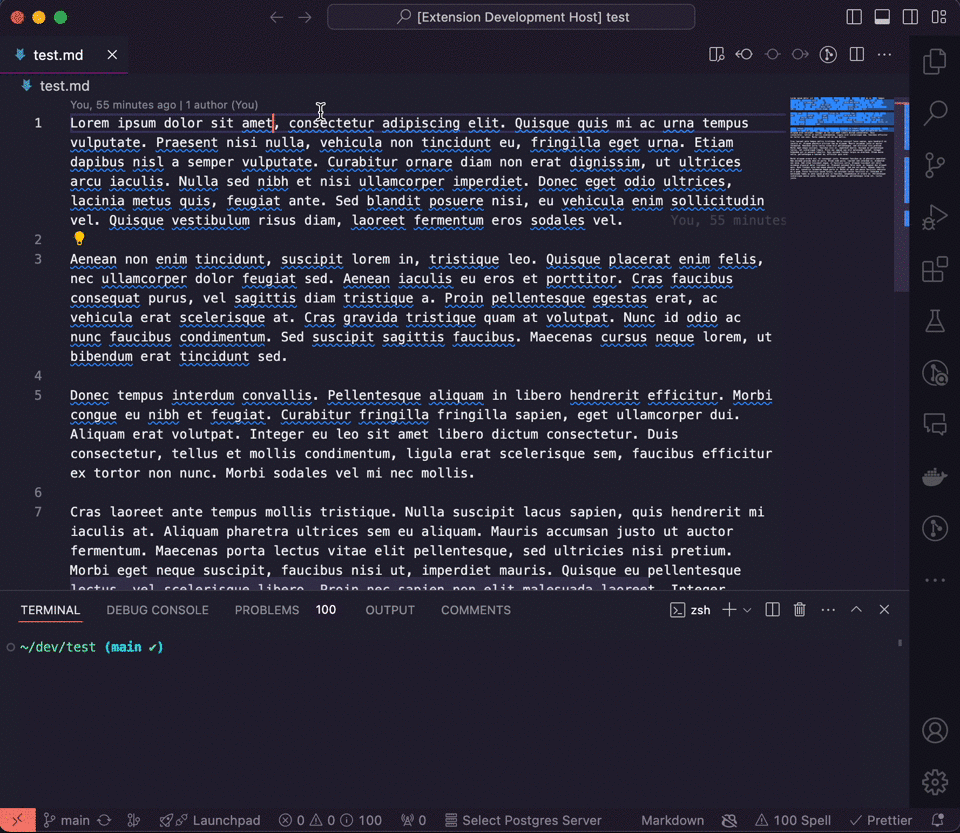 [Extension Development Host] test
test.md
test.md
You, 55 minutes ago | 1 author (You)
1 Lorem ipsum dolor sit amet, consectetur adipiscing elit. Quisque quis mi ac urna tempus
vulputate. Praesent nisi nulla, vehicula non tincidunt eu, fringilla eget urna. Etiam
dapibus nisl a semper vulputate. Curabitur ornare diam non erat dignissim, ut ultrices
arcu iaculis. Nulla sed nibh et nisi ullamcorper imperdiet. Donec eget odio ultrices,
lacinia metus quis, feugiat ante. Sed blandit posuere nisi, eu vehicula enim sollicitudin
vel. Quisque vestibulum risus diam, laoreet fermentum eros sodales vel. You, 55 minutes
2
3 Aenean non enim tincidunt, suscipit lorem in, tristique leo. Quisque placerat enim felis,
nec ullamcorper dolor feugiat sed. Aenean iaculis eu eros et porttitor. Cras faucibus
consequat purus, vel sagittis diam tristique a. Proin pellentesque egestas erat, ac
vehicula erat scelerisque at. Cras gravida tristique quam at volutpat. Nunc id odio ac
nunc faucibus condimentum. Sed suscipit sagittis faucibus. Maecenas cursus neque lorem, ut
bibendum erat tincidunt sed.
4
5 Donec tempus interdum convallis. Pellentesque aliquam in libero hendrerit efficitur. Morbi
congue eu nibh et feugiat. Curabitur fringilla fringilla sapien, eget ullamcorper dui.
Aliquam erat volutpat. Integer eu leo sit amet libero dictum consectetur. Duis
consectetur, tellus et mollis condimentum, ligula erat scelerisque sem, faucibus efficitur
ex tortor non nunc. Morbi sodales vel mi nec mollis.
6
7 Cras laoreet ante tempus mollis tristique. Nulla suscipit lacus sapien, quis hendrerit mi
iaculis at. Aliquam pharetra ultrices sem eu aliquam. Mauris accumsan justo ut auctor
fermentum. Maecenas porta lectus vitae elit pellentesque, sed ultricies nisi pretium.
Morbi eget neque suscipit, faucibus nisi ut, imperdiet mauris. Quisque eu pellentesque
lectus, vel scelerisque libero. Proin nec sapien non elit malesuada laoreet. Integer
TERMINAL DEBUG CONSOLE PROBLEMS 100 OUTPUT COMMENTS zsh
~/dev/test (main ✔)
main Launchpad 0 0 100 0 Select Postgres Server Markdown 100 Spell Prettier